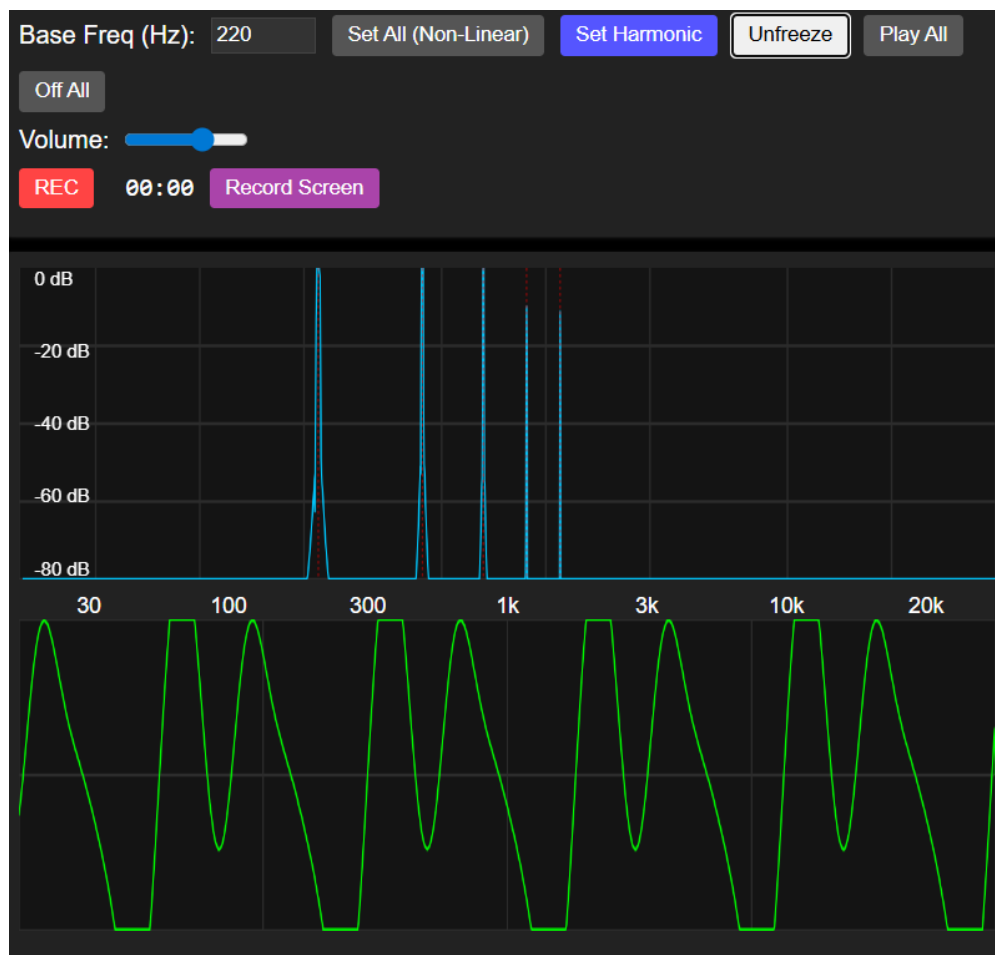 Base Freq (Hz): 220 Set All (Non-Linear) Set Harmonic Unfreeze Play All
Off All
Volume:
REC 00:00 Record Screen
0 dB
-20 dB
-40 dB
-60 dB
-80 dB
30 100 300 1k 3k 10k 20k